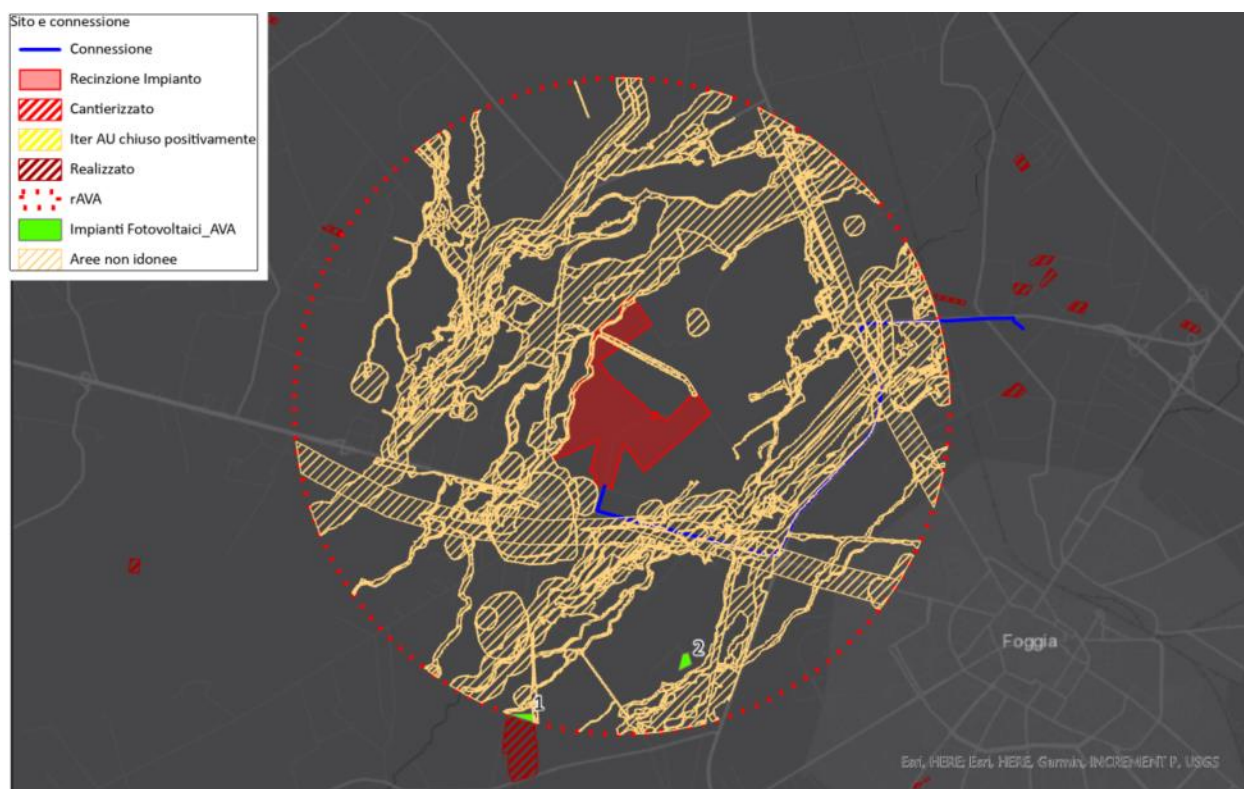 Sito e connessione
Connessione
Recinzione Impianto
Cantierizzato
Iter AU chiuso positivamente
Realizzato
rAVA
Impianti Fotovoltaici_AVA
Aree non idonee
Foggia
2
1
Esri, HERE; Esri, HERE, Garmin, INCREMENT P, USGS